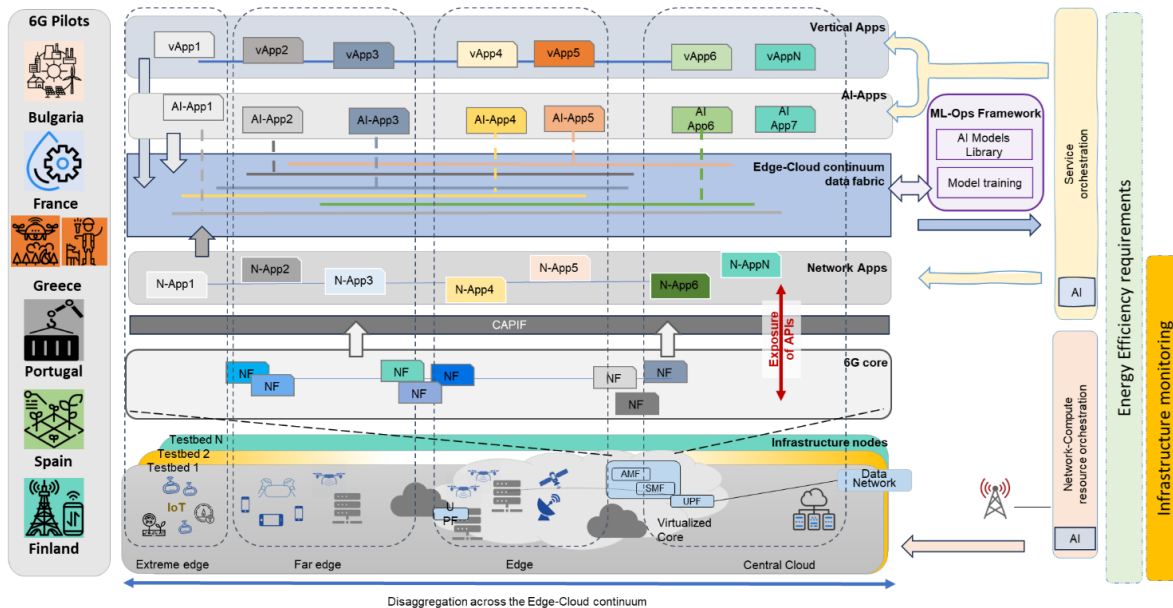 6G Pilots
Bulgaria
France
Greece
Portugal
Spain
Finland
Vertical Apps
vApp1
vApp2
vApp3
vApp4
vApp5
vApp6
vAppN
AI-Apps
AI-App1
AI-App2
AI-App3
AI-App4
AI-App5
AI
App6
AI
App7
Edge-Cloud continuum
data fabric
ML-Ops Framework
AI Models
Library
Model training
Network Apps
N-App1
N-App2
N-App3
N-App4
N-App5
N-App6
N-AppN
CAPIF
Exposure
of APIs
6G core
NF
NF
NF
NF
NF
NF
NF
NF
Infrastructure nodes
Testbed N
Testbed 2
Testbed 1
IoT
U
PF
AMF
SMF
UPF
Virtualized
Core
Data
Network
Extreme edge
Far edge
Edge
Central Cloud
Disaggregation across the Edge-Cloud continuum
Service
orchestration
AI
Network-Compute
resource orchestration
AI
Energy Efficiency requirements
Infrastructure monitoring